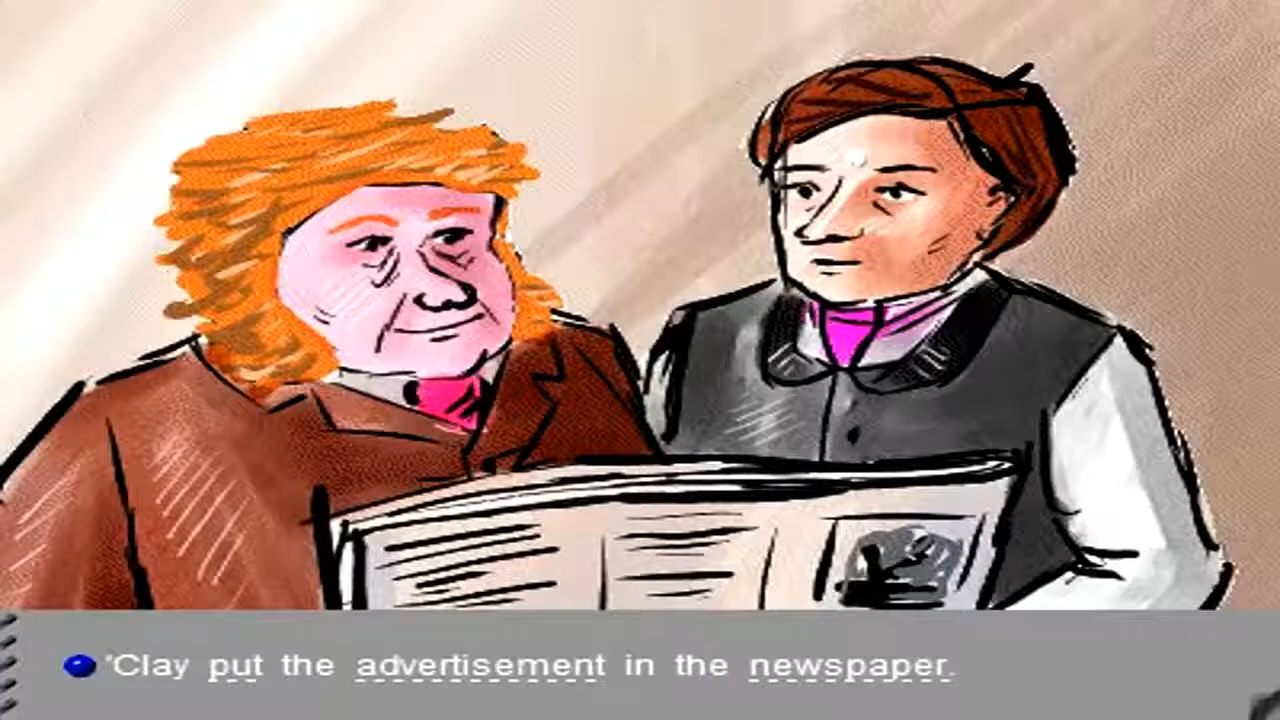 'Clay put the advertisement in the newspaper.